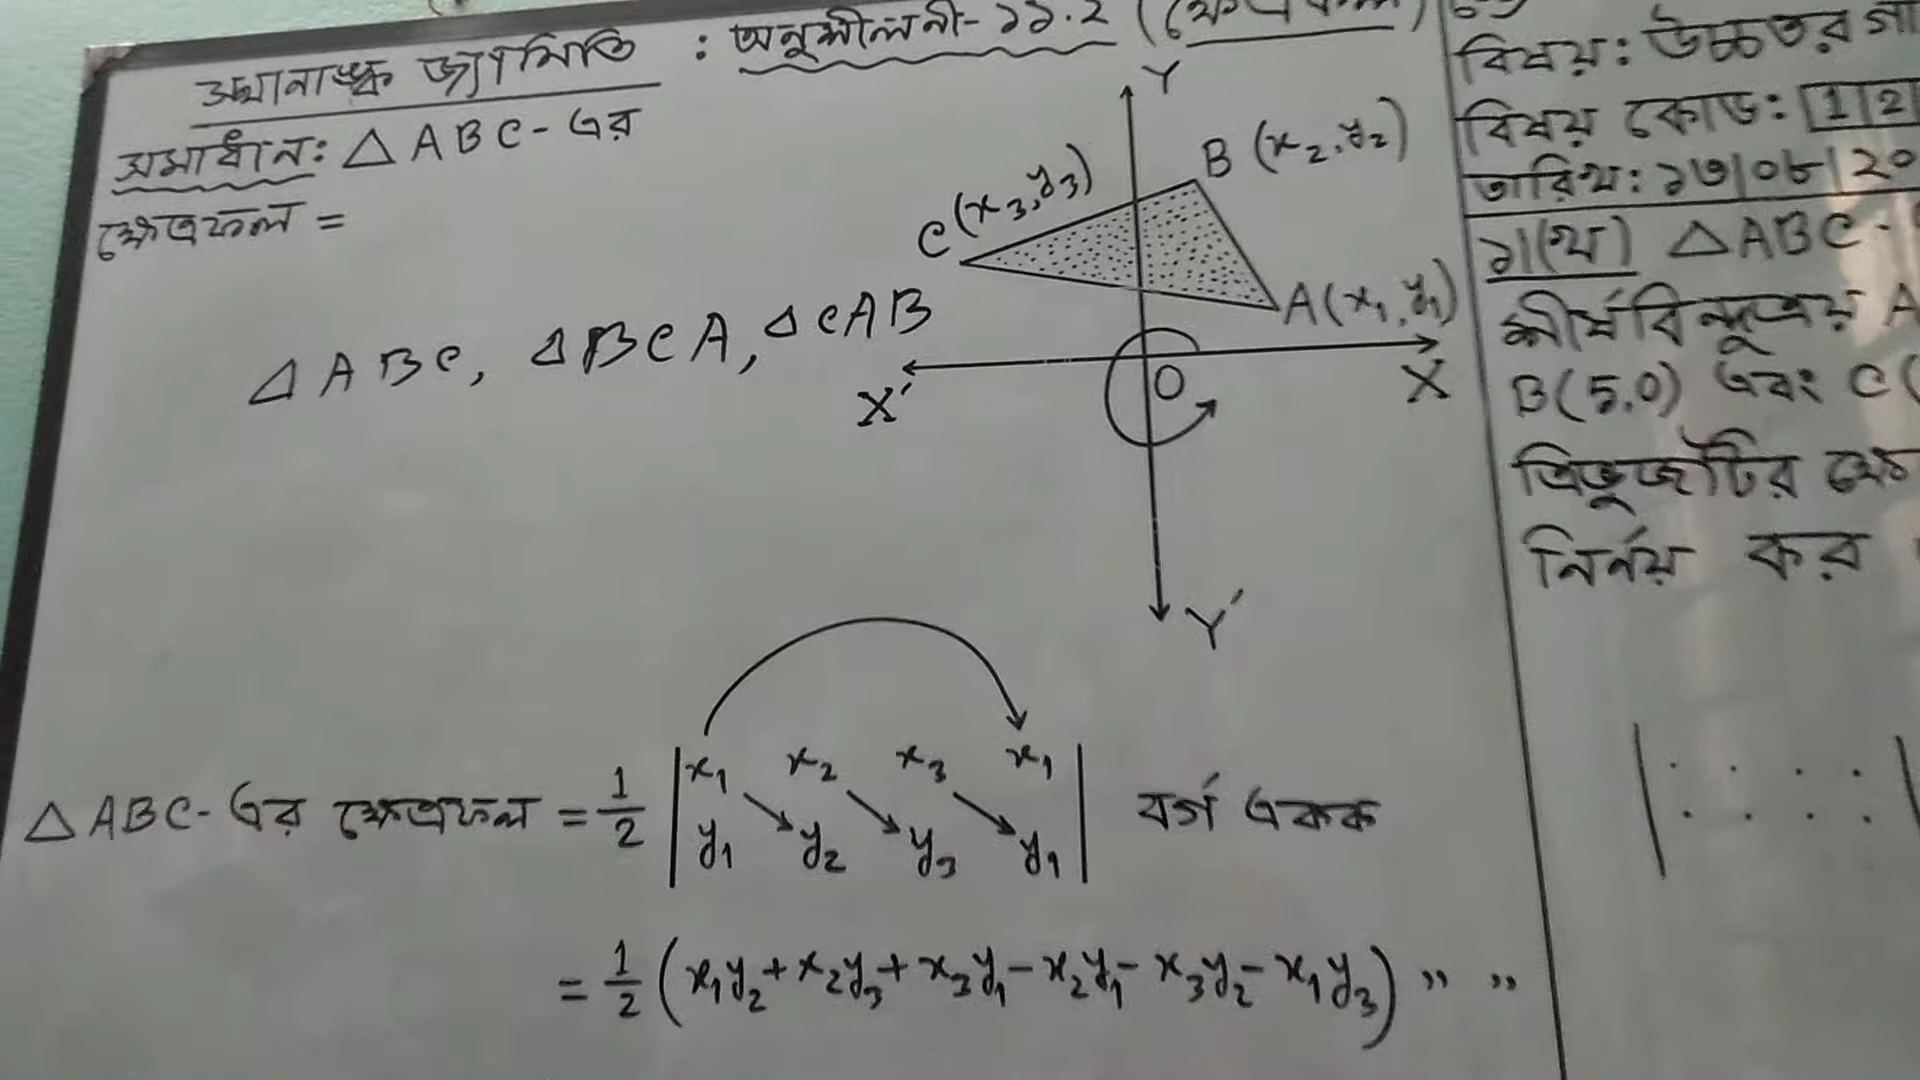 স্থানাঙ্ক জ্যামিতি : অনুশীলনী-১১.২
সমাধান: △ABC-এর
ক্ষেত্রফল =
△ABC, △BCA, △CAB
Y
B (x₂, y₂)
C (x₃, y₃)
A (x₁, y₁)
X' O X
Y'
△ABC-এর ক্ষেত্রফল = 1/2 | x₁ x₂ x₃ x₁ | বর্গ একক
y₁ y₂ y₃ y₁
= 1/2 (x₁y₂ + x₂y₃ + x₃y₁ - x₂y₁ - x₃y₂ - x₁y₃) " "
বিষয়: উচ্চতর
বিষয় কোড: 12
তারিখ: ১৩|০৮|২০
১।(খ) △ABC-
শীর্ষবিন্দুত্রয় A
B(5,0) এবং C(
ত্রিভুজটির
নির্ণয় কর